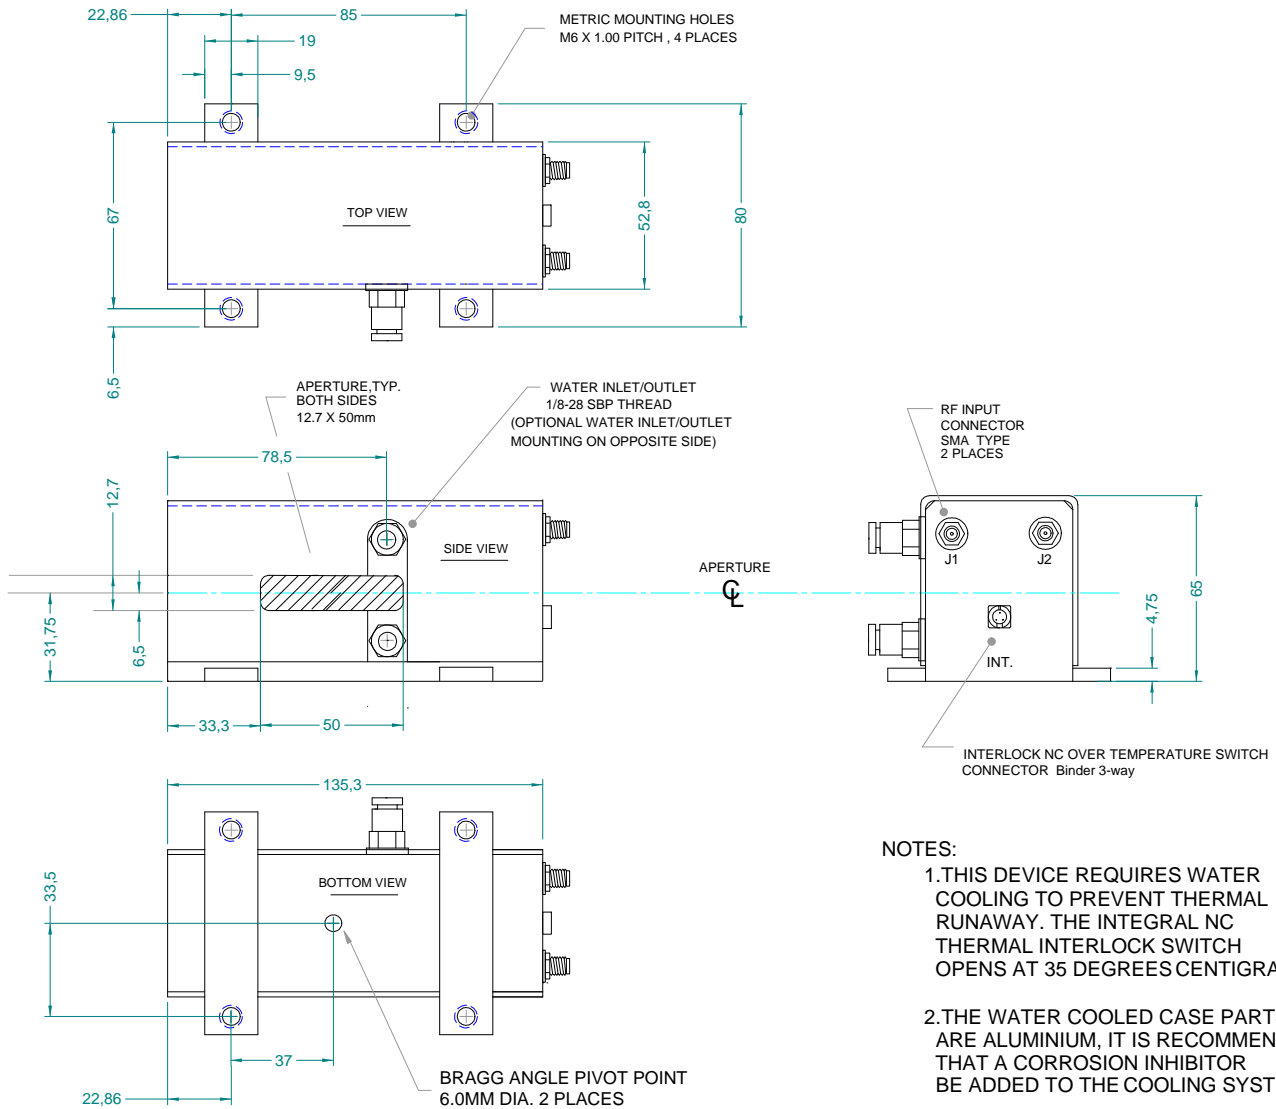 22,86
85
METRIC MOUNTING HOLES
M6 X 1.00 PITCH , 4 PLACES
19
9,5
67
TOP VIEW
52,8
80
6,5
APERTURE,TYP.
BOTH SIDES
12.7 X 50mm
WATER INLET/OUTLET
1/8-28 SBP THREAD
(OPTIONAL WATER INLET/OUTLET
MOUNTING ON OPPOSITE SIDE)
RF INPUT
CONNECTOR
SMA TYPE
2 PLACES
78,5
12,7
SIDE VIEW
APERTURE
CL
J1
J2
65
4,75
31,75
6,5
INT.
33,3
50
INTERLOCK NC OVER TEMPERATURE SWITCH
CONNECTOR Binder 3-way
135,3
33,5
BOTTOM VIEW
37
22,86
BRAGG ANGLE PIVOT POINT
6.0MM DIA. 2 PLACES
NOTES:
1.THIS DEVICE REQUIRES WATER
COOLING TO PREVENT THERMAL
RUNAWAY. THE INTEGRAL NC
THERMAL INTERLOCK SWITCH
OPENS AT 35 DEGREES CENTIGRA
2.THE WATER COOLED CASE PART
ARE ALUMINIUM, IT IS RECOMMEN
THAT A CORROSION INHIBITOR
BE ADDED TO THE COOLING SYST